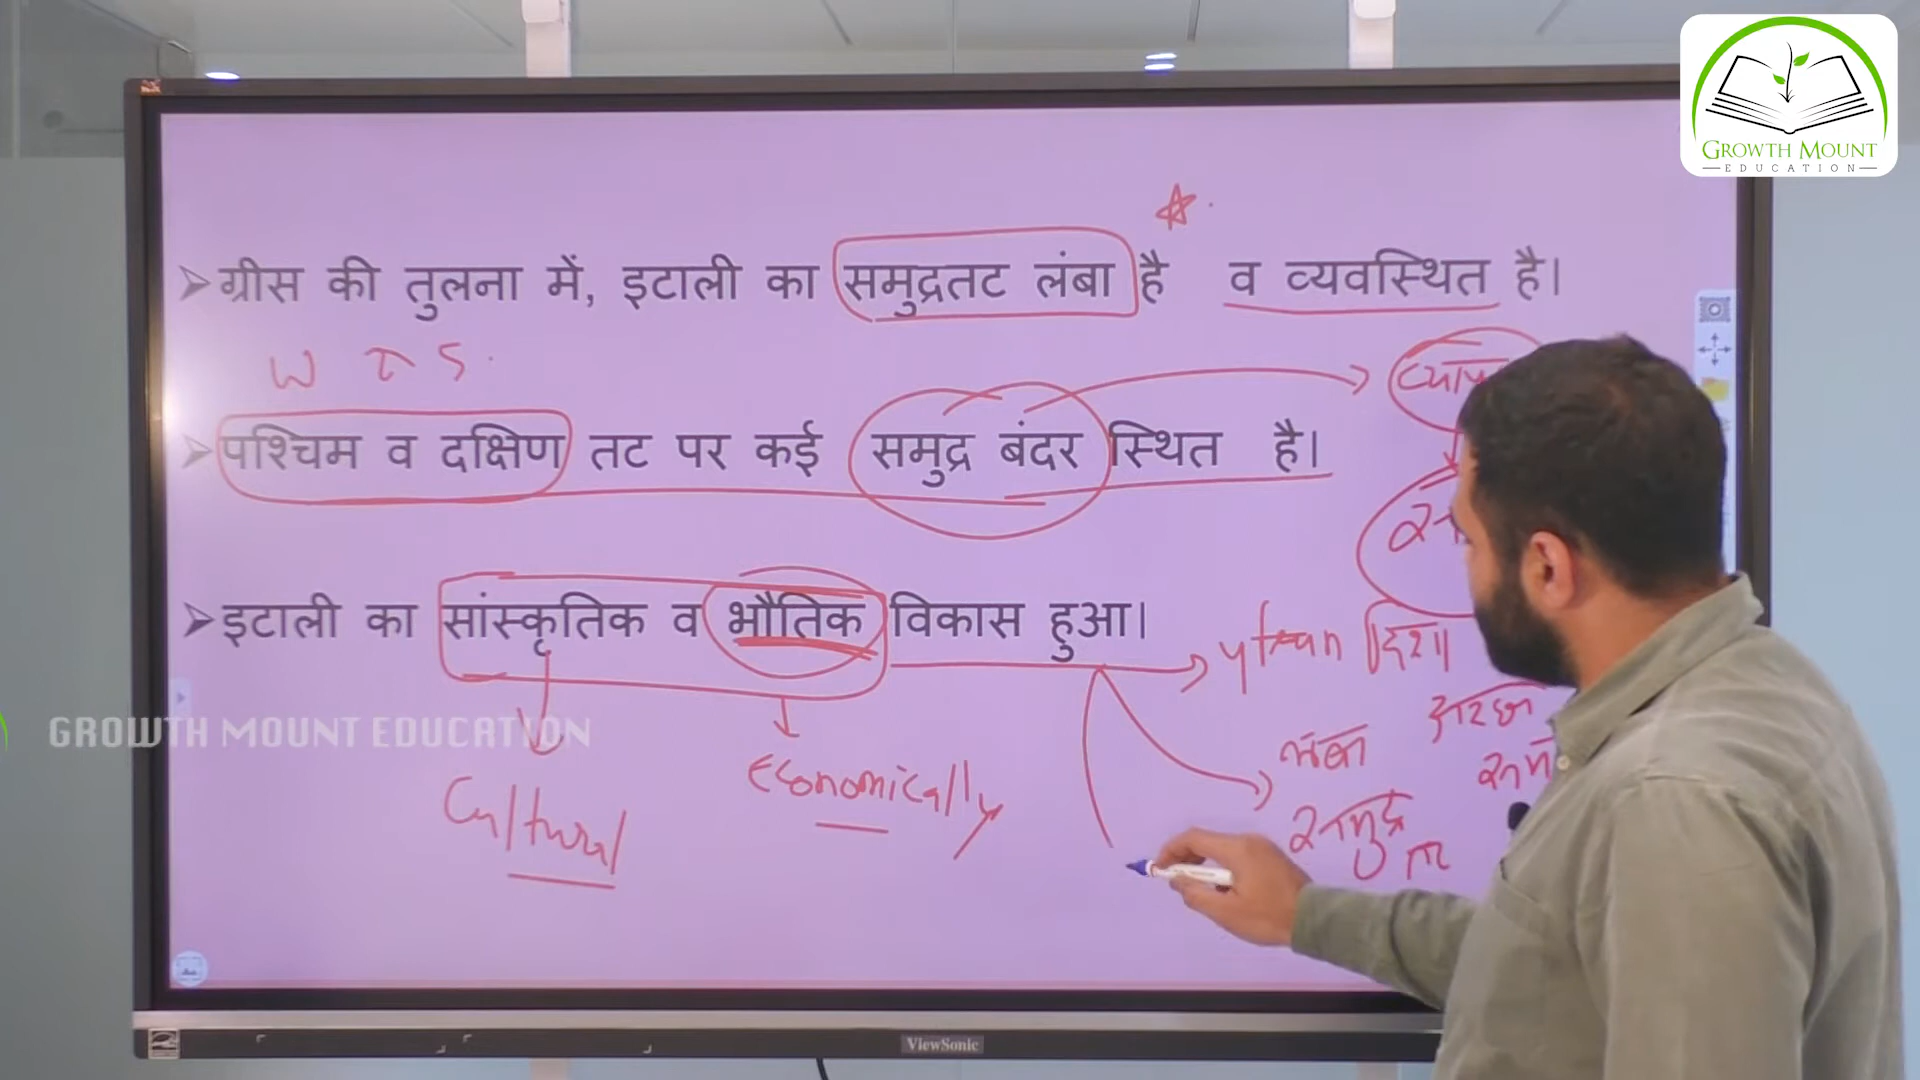 GROWTH MOUNT
EDUCATION
➢ग्रीस की तुलना में, इटाली का समुद्रतट लंबा है व व्यवस्थित है।
W S
➢पश्चिम व दक्षिण तट पर कई समुद्र बंदर स्थित है।
➢इटाली का सांस्कृतिक व भौतिक विकास हुआ।
दिशा
लंबा
समुद्र
Cultural
economically
GROWTH MOUNT EDUCATION
ViewSonic